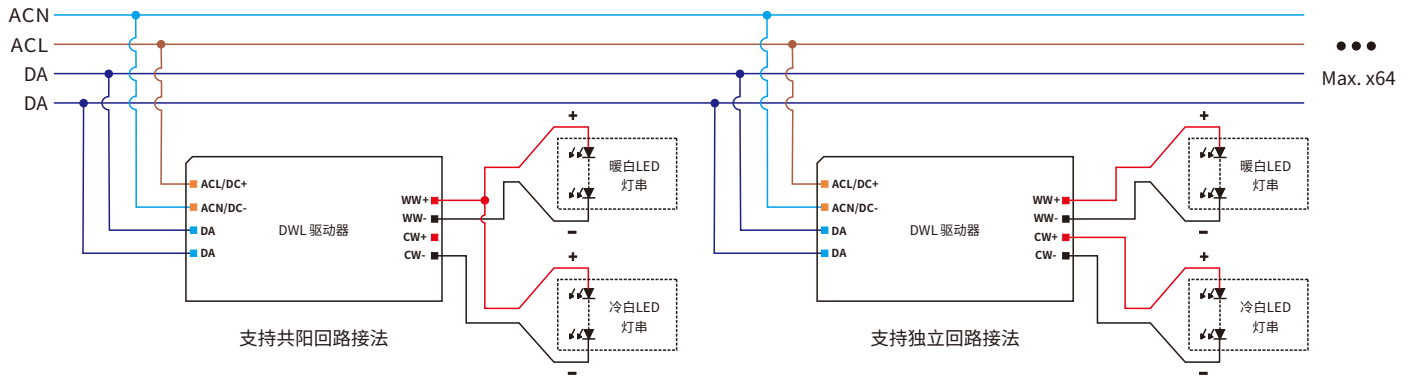 ACN
ACL
DA
DA
Max. x64
ACL/DC+
ACN/DC-
DA
DA
DWL 驱动器
WW+
WW-
CW+
CW-
+
暖白LED
灯串
-
+
冷白LED
灯串
-
支持共阳回路接法
ACL/DC+
ACN/DC-
DA
DA
DWL 驱动器
WW+
WW-
CW+
CW-
+
暖白LED
灯串
-
+
冷白LED
灯串
-
支持独立回路接法